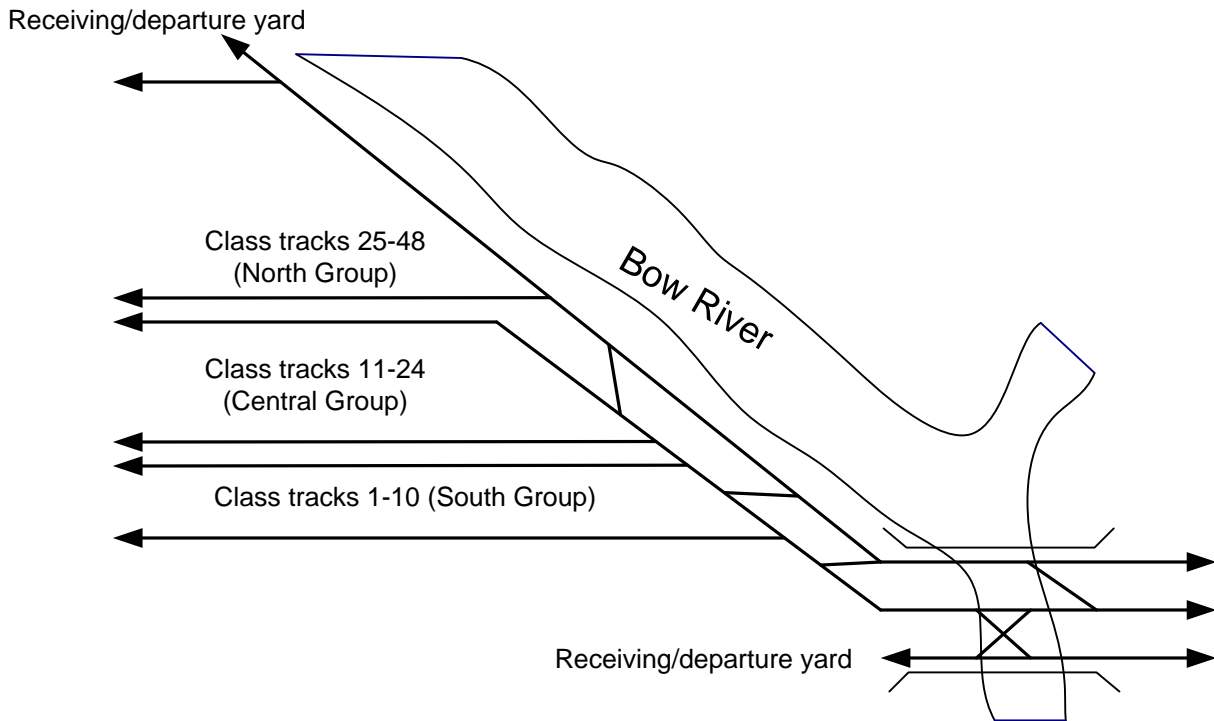 Receiving/departure yard
Class tracks 25-48
(North Group)
Bow River
Class tracks 11-24
(Central Group)
Class tracks 1-10 (South Group)
Receiving/departure yard